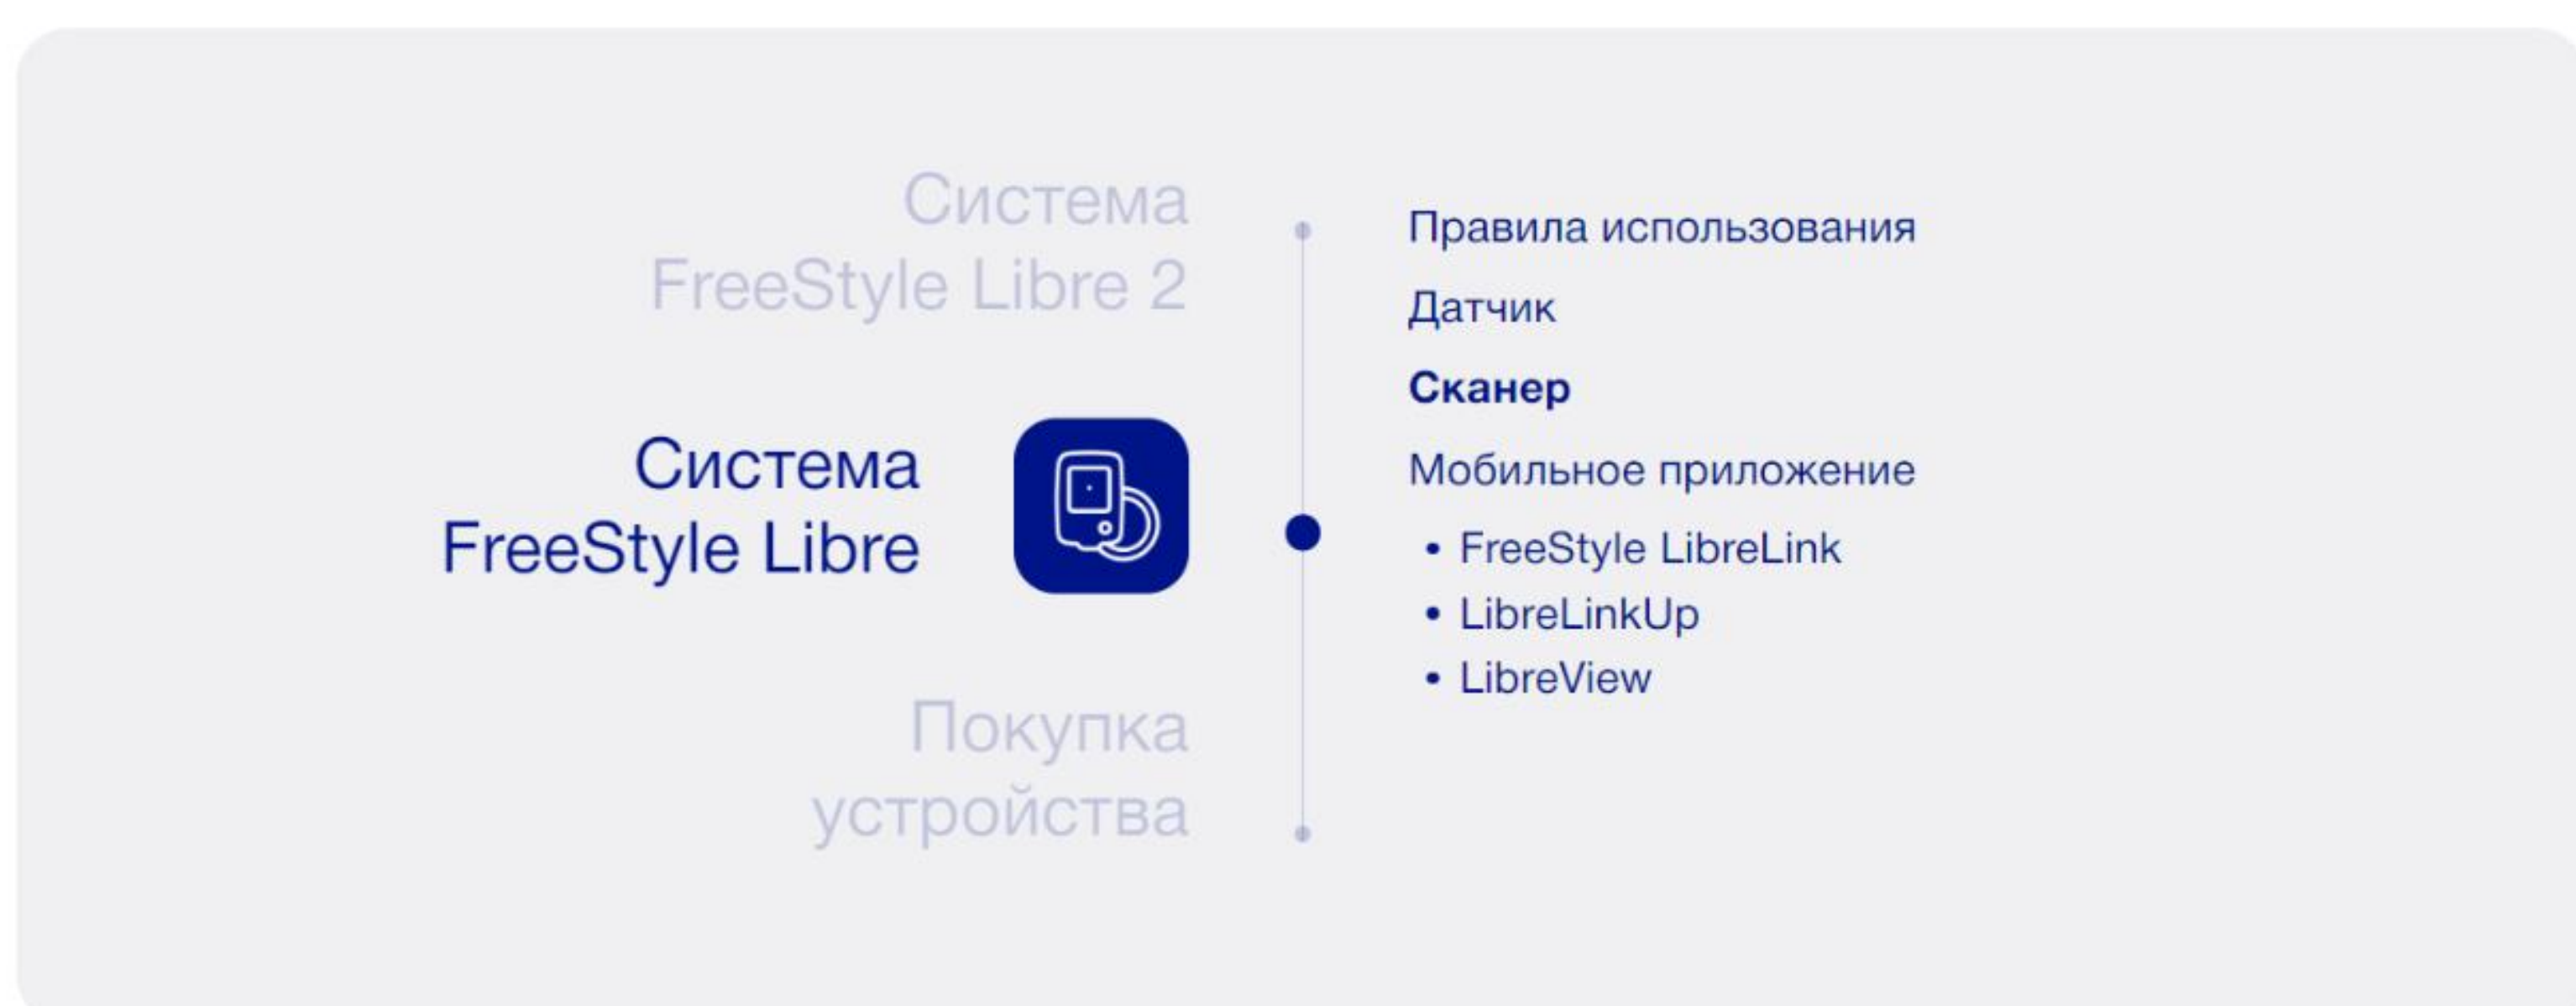 Система
FreeStyle Libre 2
Система
FreeStyle Libre
Покупка
устройства
Правила использования
Датчик
Сканер
Мобильное приложение
• FreeStyle LibreLink
• LibreLinkUp
• LibreView